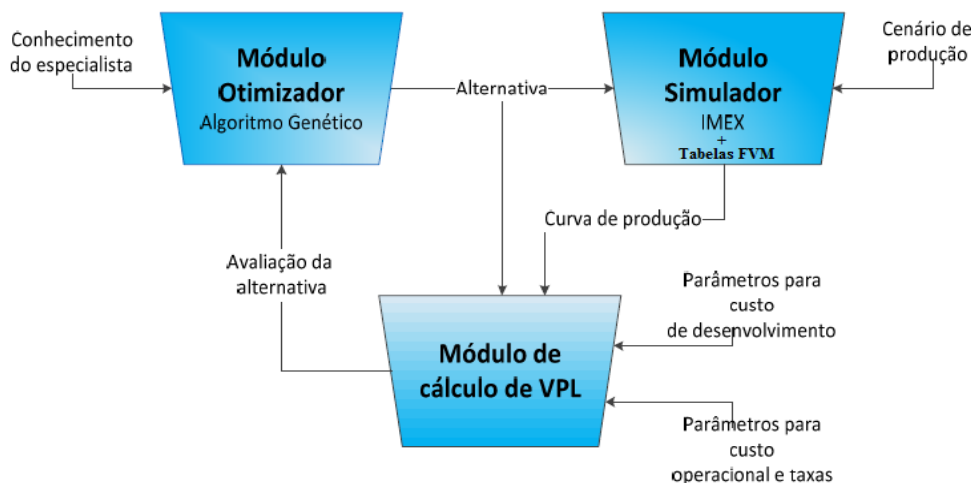 Conhecimento
do especialista
Módulo
Otimizador
Algoritmo Genético
Alternativa
Módulo
Simulador
IMEX
+
Tabelas FVM
Cenário de
produção
Curva de produção
Avaliação da
alternativa
Módulo de
cálculo de VPL
Parâmetros para
custo
de desenvolvimento
Parâmetros para
custo
operacional e taxas